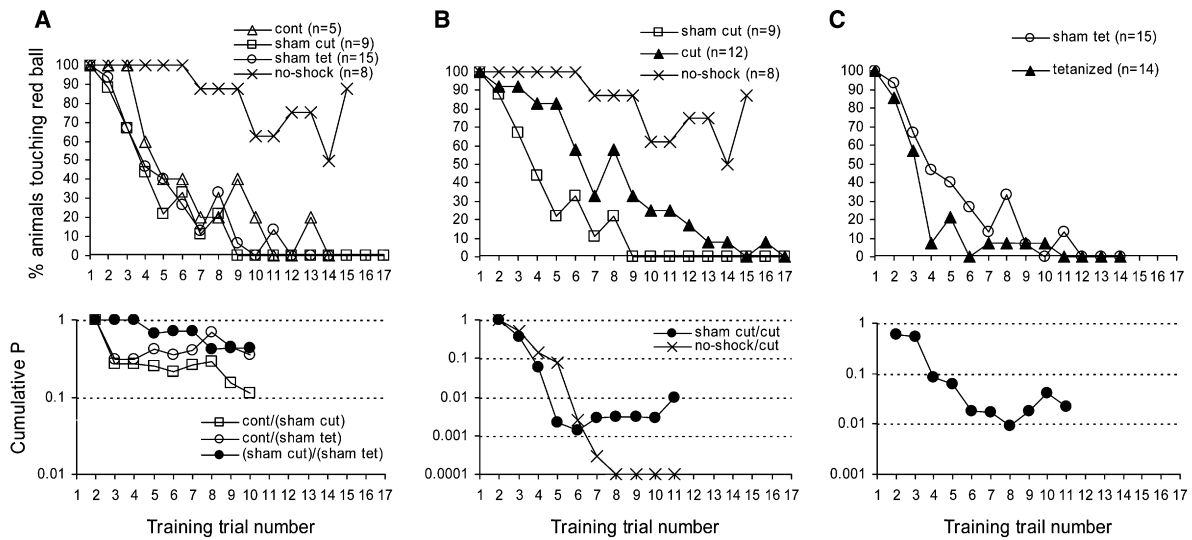 A
cont (n=5)
sham cut (n=9)
sham tet (n=15)
no-shock (n=8)
% animals touching red ball
100
90
80
70
60
50
40
30
20
10
0
1 2 3 4 5 6 7 8 9 10 11 12 13 14 15 16 17
B
sham cut (n=9)
cut (n=12)
no-shock (n=8)
100
90
80
70
60
50
40
30
20
10
0
1 2 3 4 5 6 7 8 9 10 11 12 13 14 15 16 17
C
sham tet (n=15)
tetanized (n=14)
100
90
80
70
60
50
40
30
20
10
0
1 2 3 4 5 6 7 8 9 10 11 12 13 14 15 16 17
Cumulative P
1
0.1
0.01
cont/(sham cut)
cont/(sham tet)
(sham cut)/(sham tet)
1 2 3 4 5 6 7 8 9 10 11 12 13 14 15 16 17
Training trial number
1
0.1
0.01
0.001
0.0001
sham cut/cut
no-shock/cut
1 2 3 4 5 6 7 8 9 10 11 12 13 14 15 16 17
Training trial number
1
0.1
0.01
0.001
1 2 3 4 5 6 7 8 9 10 11 12 13 14 15 16 17
Training trail number